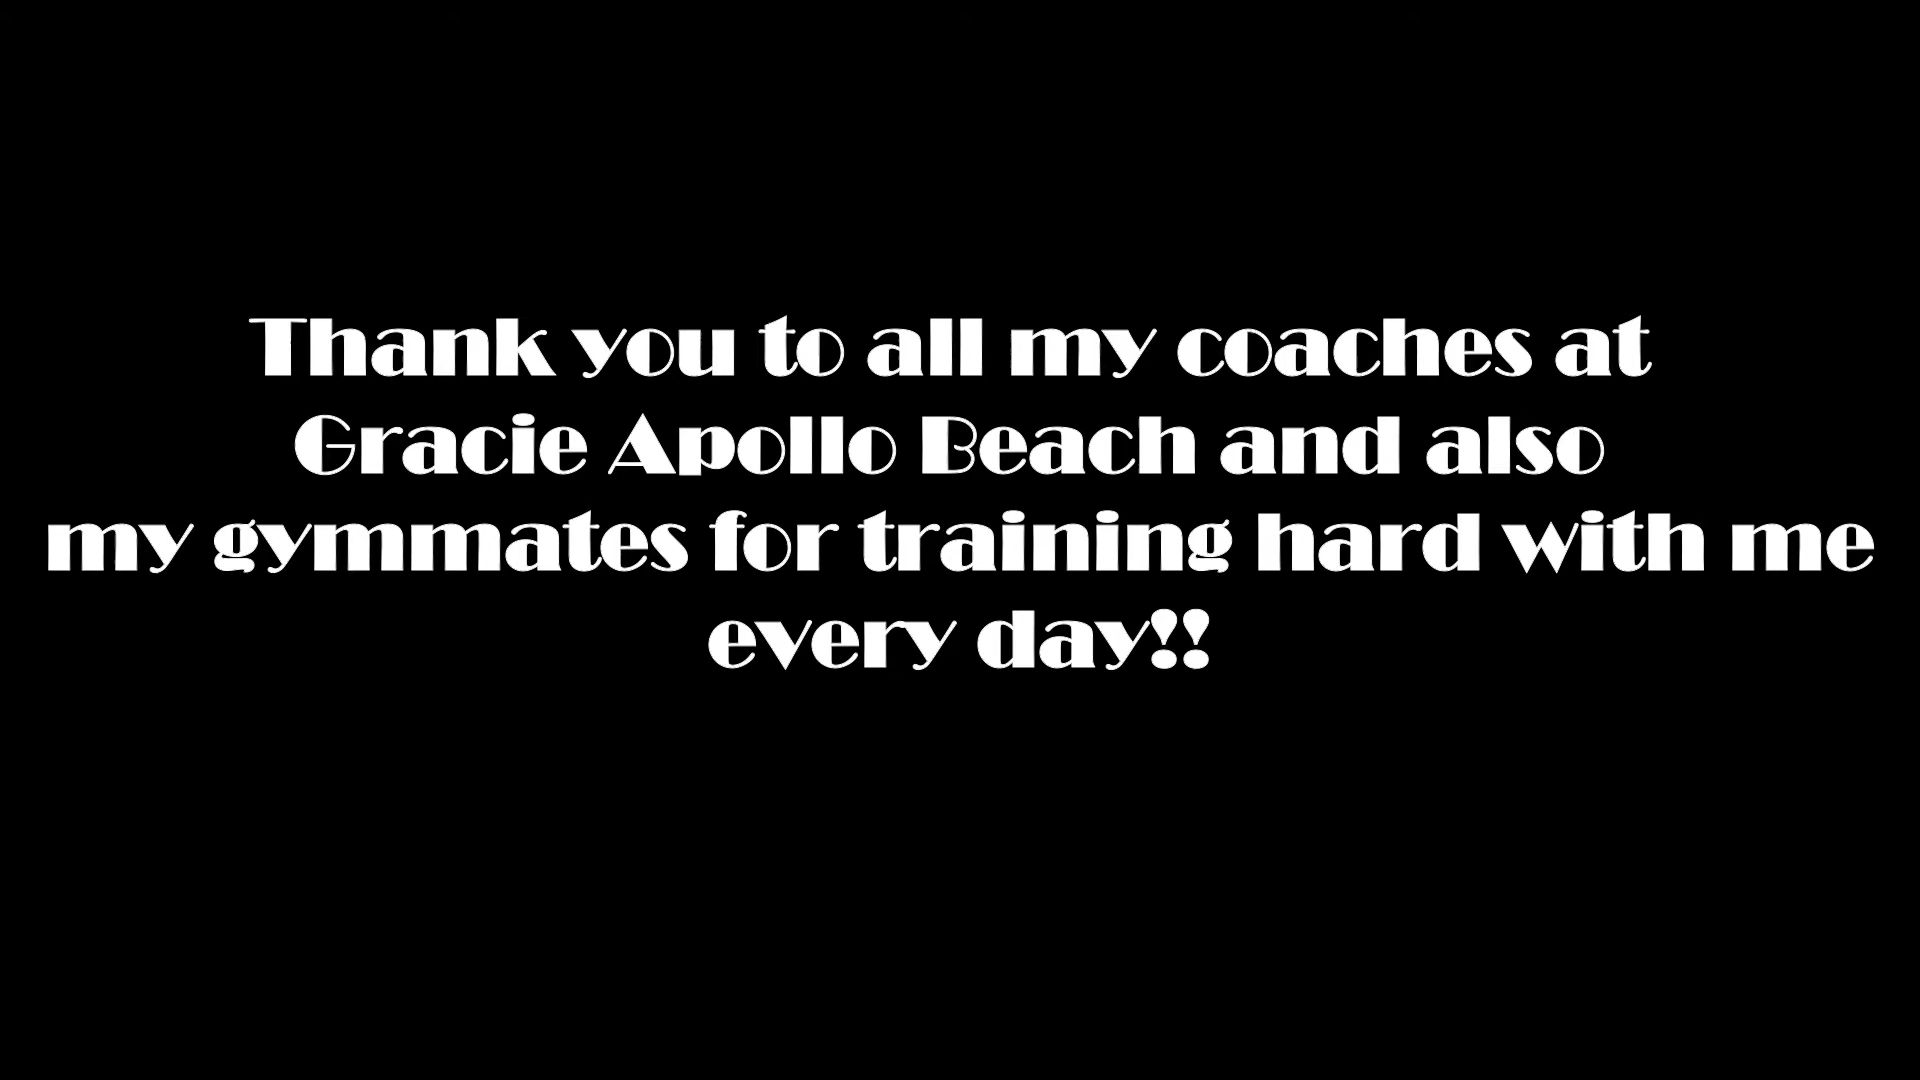 Thank you to all my coaches at
Gracie Apollo Beach and also
my gymmates for training hard with me
every day!!